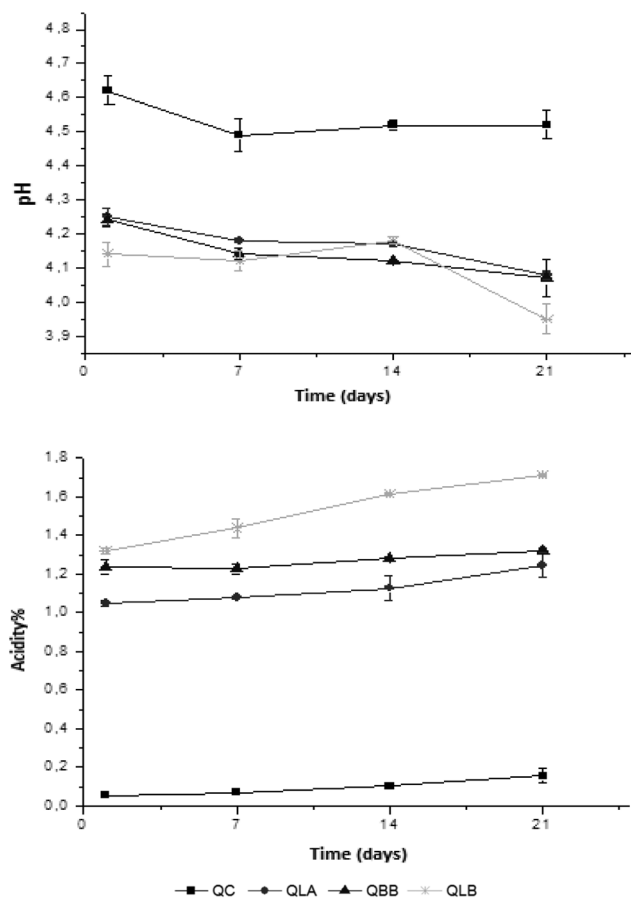 4,8
4,7
4,6
4,5
4,4
4,3
4,2
4,1
4,0
3,9
pH
0 7 14 21
Time (days)
1,8
1,6
1,4
1,2
1,0
0,8
0,6
0,4
0,2
0,0
Acidity%
0 7 14 21
Time (days)
QC QLA QBB QLB